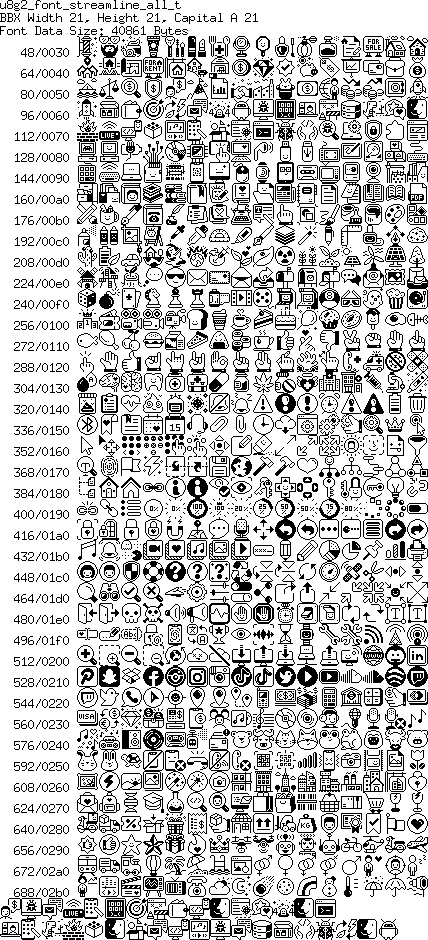 u8g2_font_streamline_all_t
BBX Width 21, Height 21, Capital A 21
Font Data Size: 40861 Bytes
48/0030
64/0040
80/0050
96/0060
112/0070
128/0080
144/0090
160/00a0
176/00b0
192/00c0
208/00d0
224/00e0
240/00f0
256/0100
272/0110
288/0120
304/0130
320/0140
336/0150
352/0160
368/0170
384/0180
400/0190
416/01a0
432/01b0
448/01c0
464/01d0
480/01e0
496/01f0
512/0200
528/0210
544/0220
560/0230
576/0240
592/0250
608/0260
624/0270
640/0280
656/0290
672/02a0
688/02b0